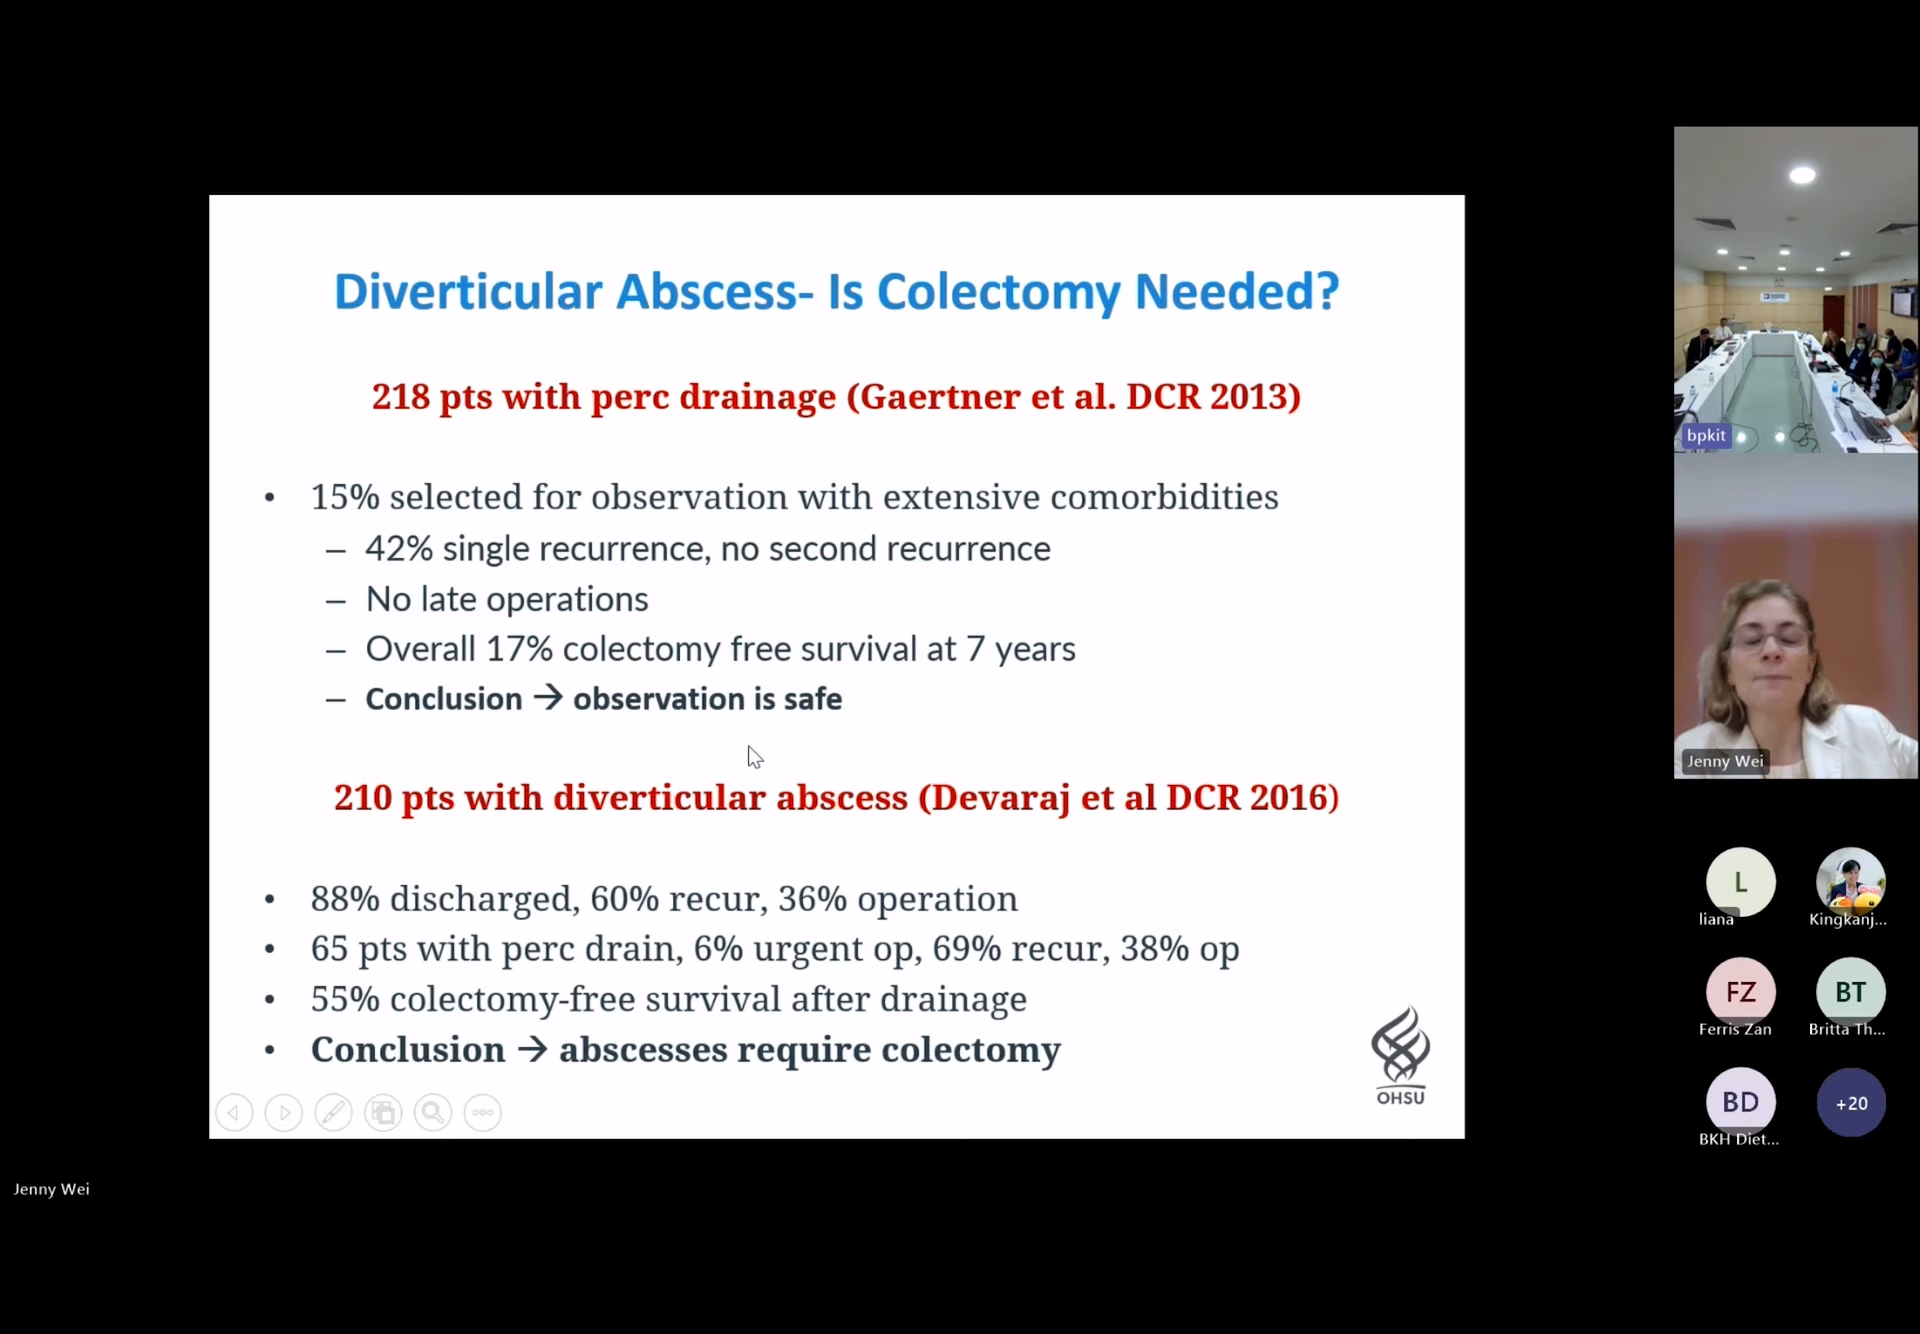 Diverticular Abscess- Is Colectomy Needed?
218 pts with perc drainage (Gaertner et al. DCR 2013)
• 15% selected for observation with extensive comorbidities
– 42% single recurrence, no second recurrence
– No late operations
– Overall 17% colectomy free survival at 7 years
– Conclusion → observation is safe
210 pts with diverticular abscess (Devaraj et al DCR 2016)
• 88% discharged, 60% recur, 36% operation
• 65 pts with perc drain, 6% urgent op, 69% recur, 38% op
• 55% colectomy-free survival after drainage
• Conclusion → abscesses require colectomy
OHSU
Jenny Wei
bpkit
Jenny Wei
L
liana
Kingkanj...
FZ
Ferris Zan
BT
Britta Th...
BD
BKH Diet...
+20